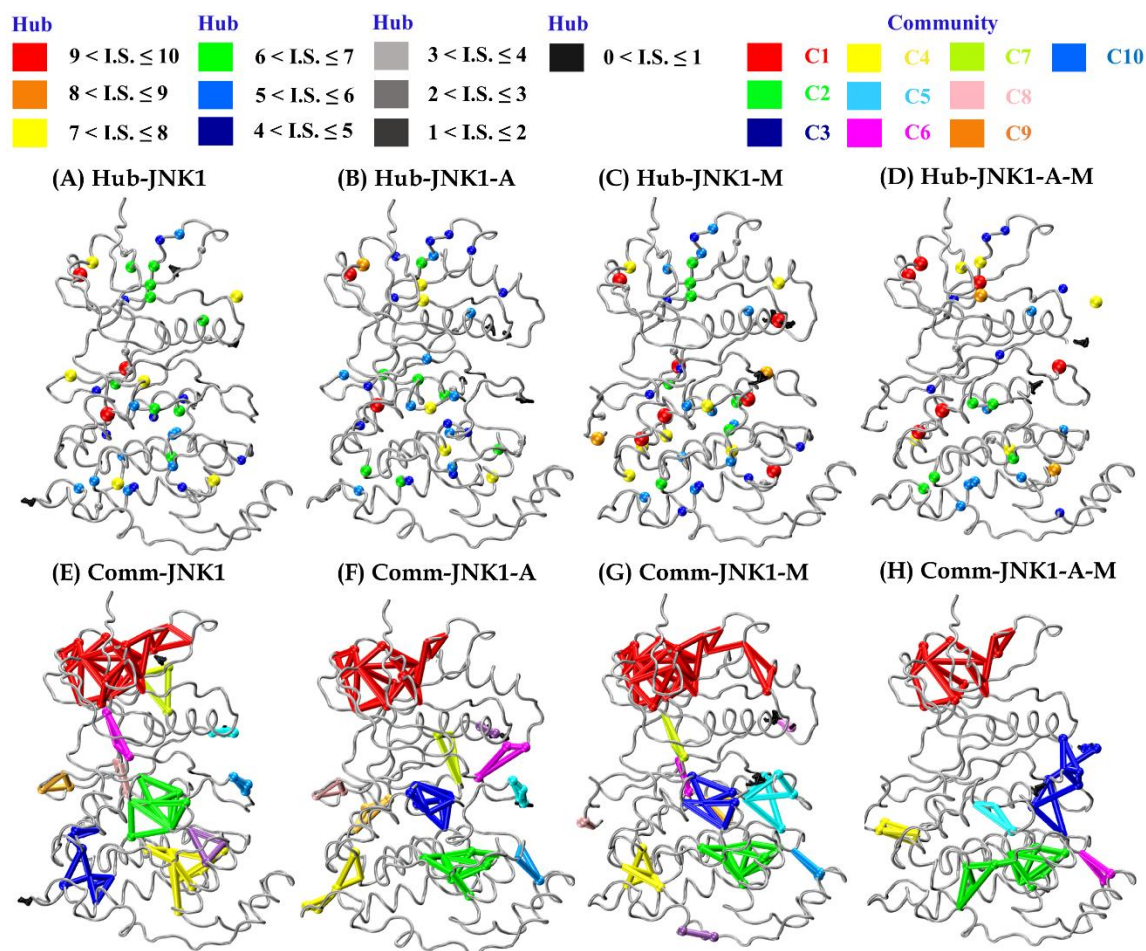 Hub Hub Hub Hub Community
9 < I.S. ≤ 10 6 < I.S. ≤ 7 3 < I.S. ≤ 4 0 < I.S. ≤ 1 C1 C4 C7 C10
8 < I.S. ≤ 9 5 < I.S. ≤ 6 2 < I.S. ≤ 3 C2 C5 C8
7 < I.S. ≤ 8 4 < I.S. ≤ 5 1 < I.S. ≤ 2 C3 C6 C9
(A) Hub-JNK1 (B) Hub-JNK1-A (C) Hub-JNK1-M (D) Hub-JNK1-A-M
(E) Comm-JNK1 (F) Comm-JNK1-A (G) Comm-JNK1-M (H) Comm-JNK1-A-M